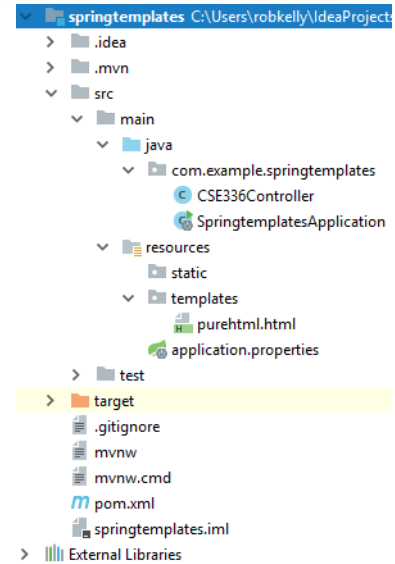 springtemplates C:\Users\robkelly\IdeaProjects
.idea
.mvn
src
main
java
com.example.springtemplates
C CSE336Controller
SpringtemplatesApplication
resources
static
templates
H purehtml.html
application.properties
test
target
.gitignore
mvnw
mvnw.cmd
m pom.xml
springtemplates.iml
External Libraries